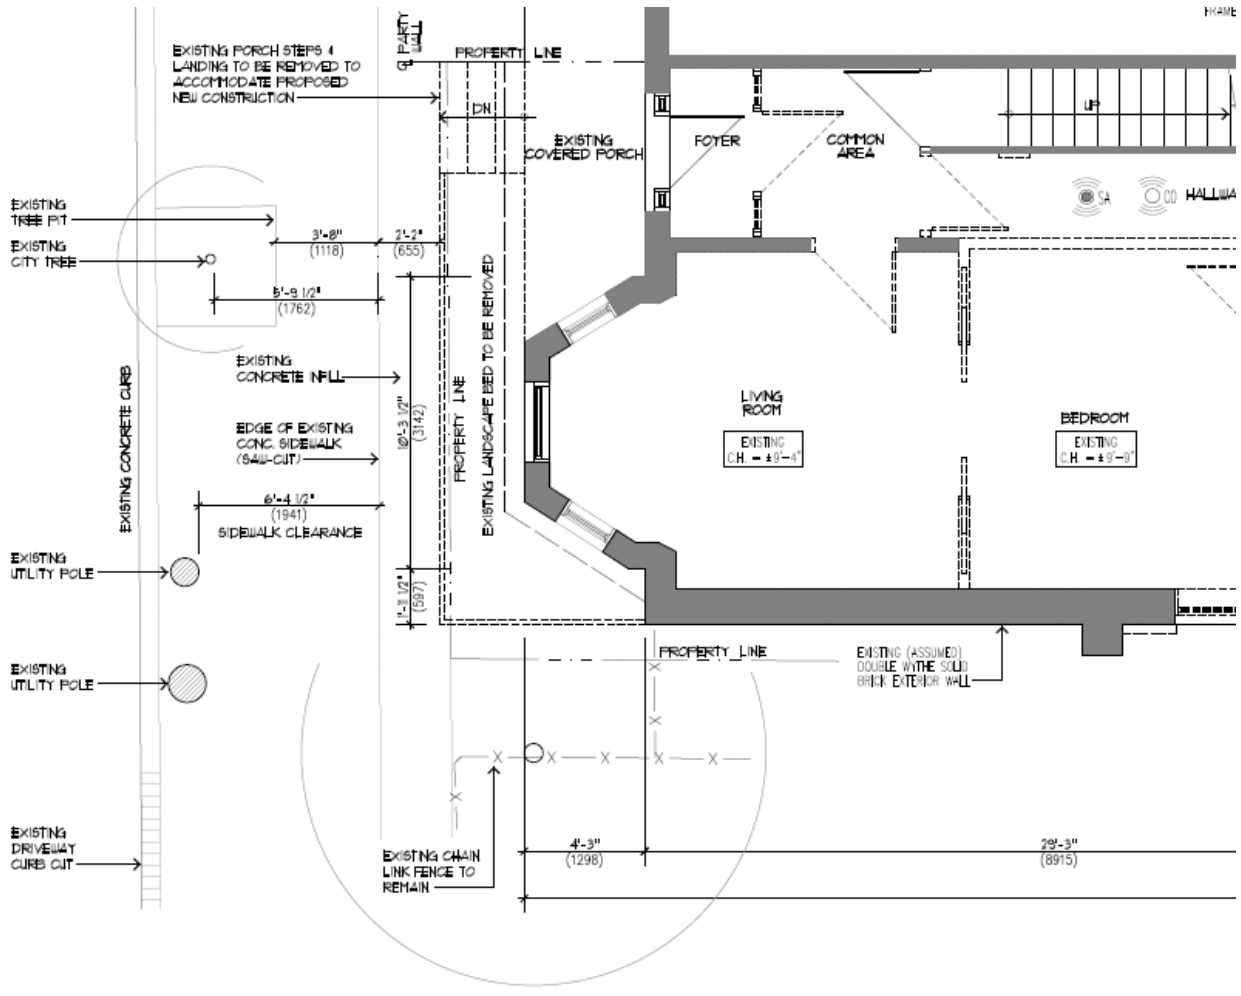 FRAME
EXISTING PORCH STEPS &
LANDING TO BE REMOVED TO
ACCOMMODATE PROPOSED
NEW CONSTRUCTION
PARTY
WALL
PROPERTY LINE
DN
EXISTING
COVERED PORCH
FOYER
COMMON
AREA
UP
SA
CO
HALLWA
EXISTING
TREE PIT
EXISTING
CITY TREE
3'-8"
(1118)
2'-2"
(655)
5'-9 1/2"
(1762)
EXISTING
CONCRETE INFILL
EDGE OF EXISTING
CONC. SIDEWALK
(SAW-CUT)
EXISTING CONCRETE CURB
10'-3 1/2"
(3142)
PROPERTY LINE
EXISTING LANDSCAPE BED TO BE REMOVED
LIVING
ROOM
EXISTING
C.H. = ±9'-4"
BEDROOM
EXISTING
C.H. = ±9'-9"
6'-4 1/2"
(1941)
SIDEWALK CLEARANCE
EXISTING
UTILITY POLE
1'-11 1/2"
(597)
EXISTING
UTILITY POLE
PROPERTY LINE
EXISTING (ASSUMED)
DOUBLE WYTHE SOLID
BRICK EXTERIOR WALL
EXISTING
DRIVEWAY
CURB CUT
EXISTING CHAIN
LINK FENCE TO
REMAIN
4'-3"
(1298)
29'-3"
(8915)